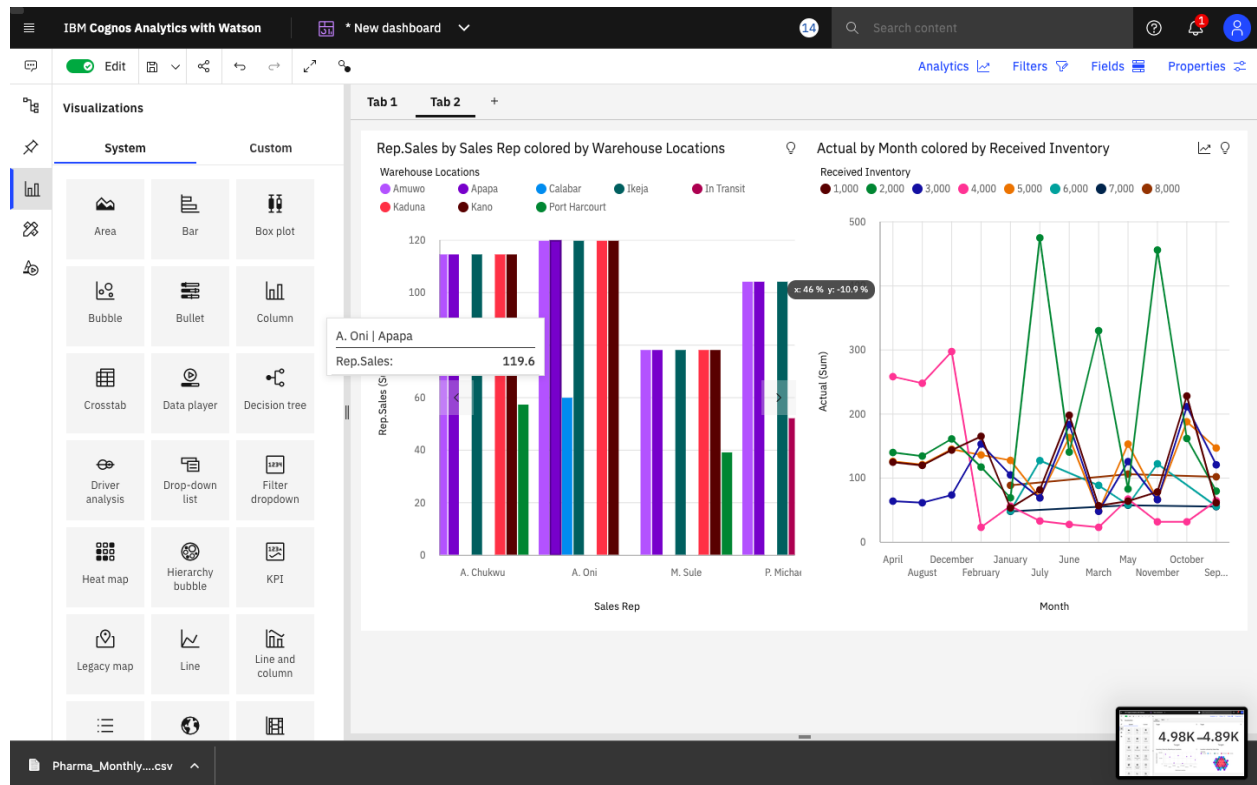 IBM Cognos Analytics with Watson
* New dashboard
14
Search content
1
Edit
Analytics
Filters
Fields
Properties
Visualizations
System
Custom
Area
Bar
Box plot
Bubble
Bullet
Column
Crosstab
Data player
Decision tree
Driver
analysis
Drop-down
list
Filter
dropdown
Heat map
Hierarchy
bubble
KPI
Legacy map
Line
Line and
column
Tab 1
Tab 2
+
Rep.Sales by Sales Rep colored by Warehouse Locations
Warehouse Locations
Amuwo
Apapa
Calabar
Ikeja
In Transit
Kaduna
Kano
Port Harcourt
120
100
60
40
20
0
Rep.Sales (S
A. Oni | Apapa
Rep.Sales: 119.6
A. Chukwu
A. Oni
M. Sule
P. Michae
Sales Rep
x: 46 % y: -10.9 %
Actual by Month colored by Received Inventory
Received Inventory
1,000
2,000
3,000
4,000
5,000
6,000
7,000
8,000
500
300
200
100
0
Actual (Sum)
April
December
January
June
May
October
August
February
July
March
November
Sep...
Month
4.98K
-4.89K
Pharma_Monthly....csv